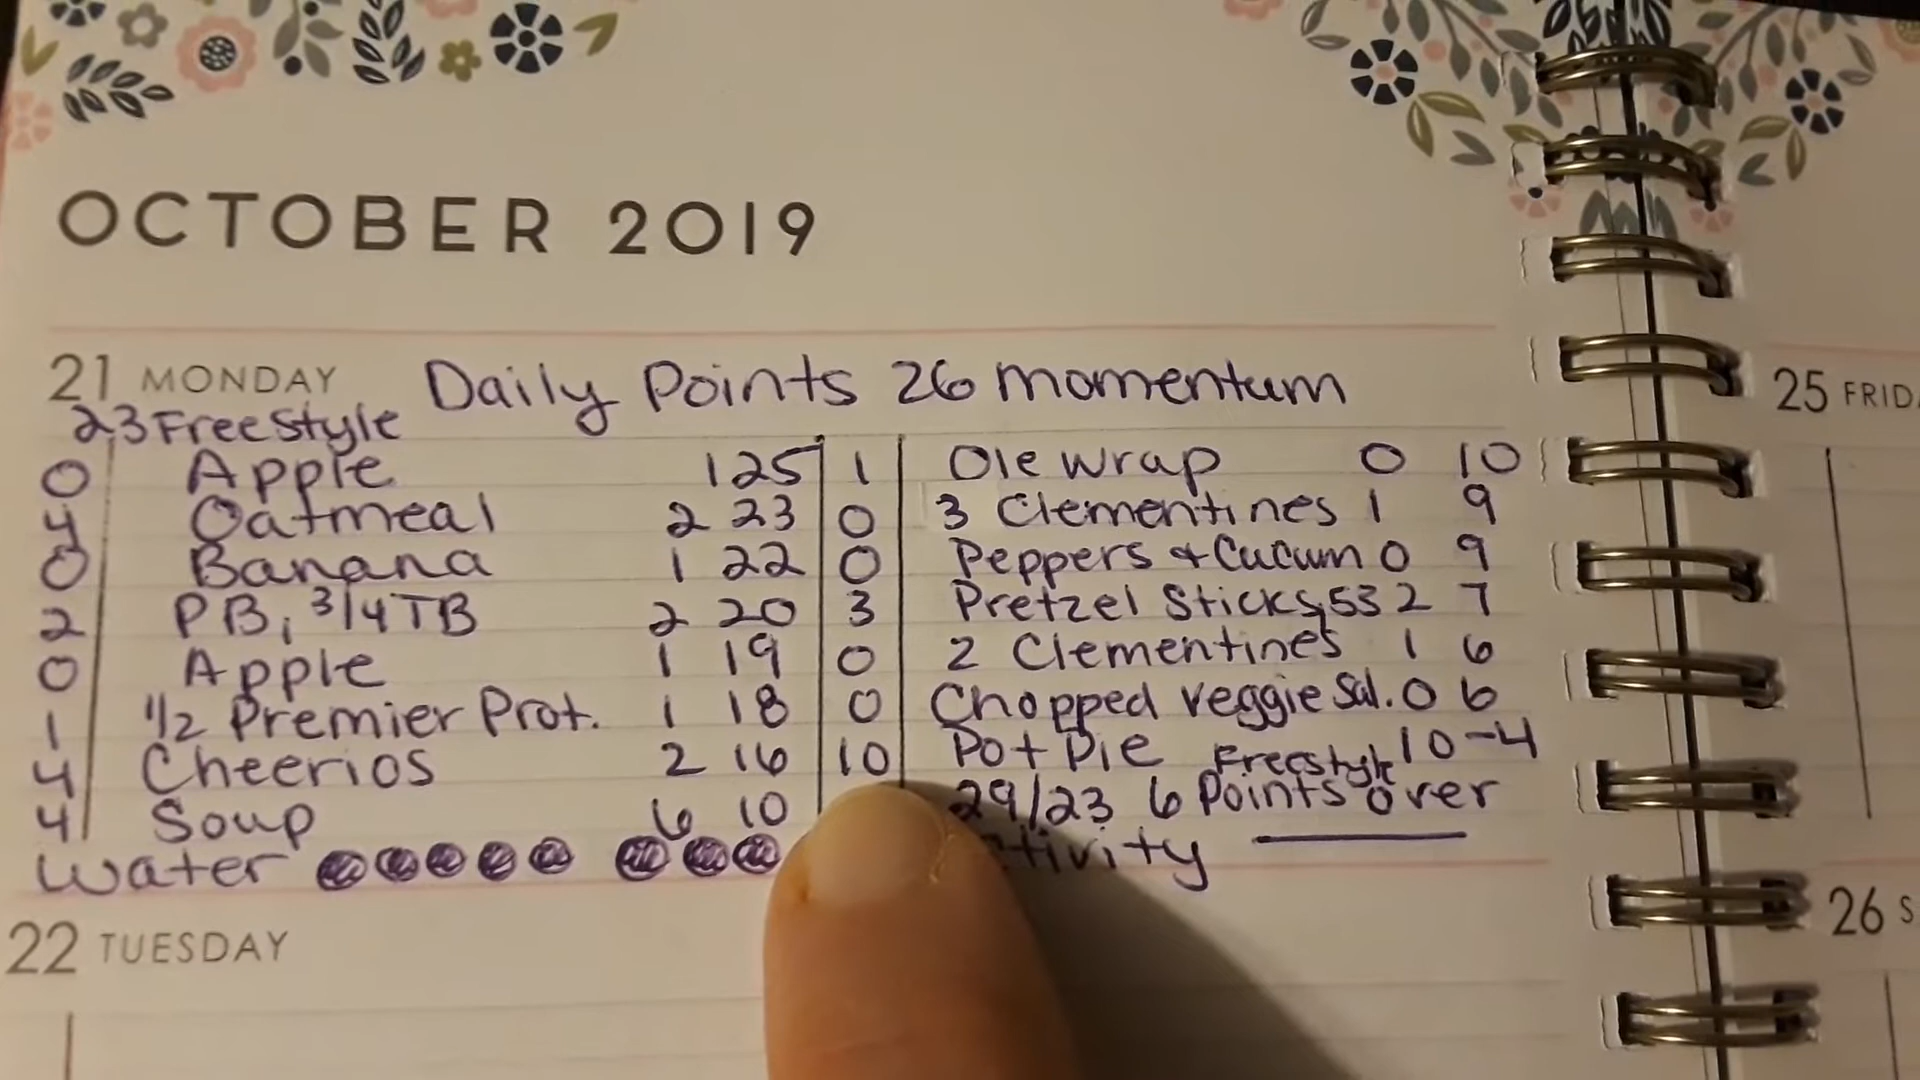 OCTOBER 2019
21 MONDAY Daily Points 26 momentum
23 Freestyle
0 Apple 1 25
4 Oatmeal 2 23
0 Banana 1 22
2 PB, 3/4 TB 2 20
0 Apple 1 19
1 1/2 Premier Prot. 1 18
4 Cheerios 2 16
4 Soup 6 10
1 Ole wrap 0 10
0 3 Clementines 1 9
0 Peppers + Cucum 0 9
3 Pretzel Sticks, 53 2 7
0 2 Clementines 1 6
0 Chopped veggie Sal. 0 6
10 Pot Pie 10 -4
Freestyle
29/23 6 Points over
Water
tivity
22 TUESDAY
25 FRID
26 S